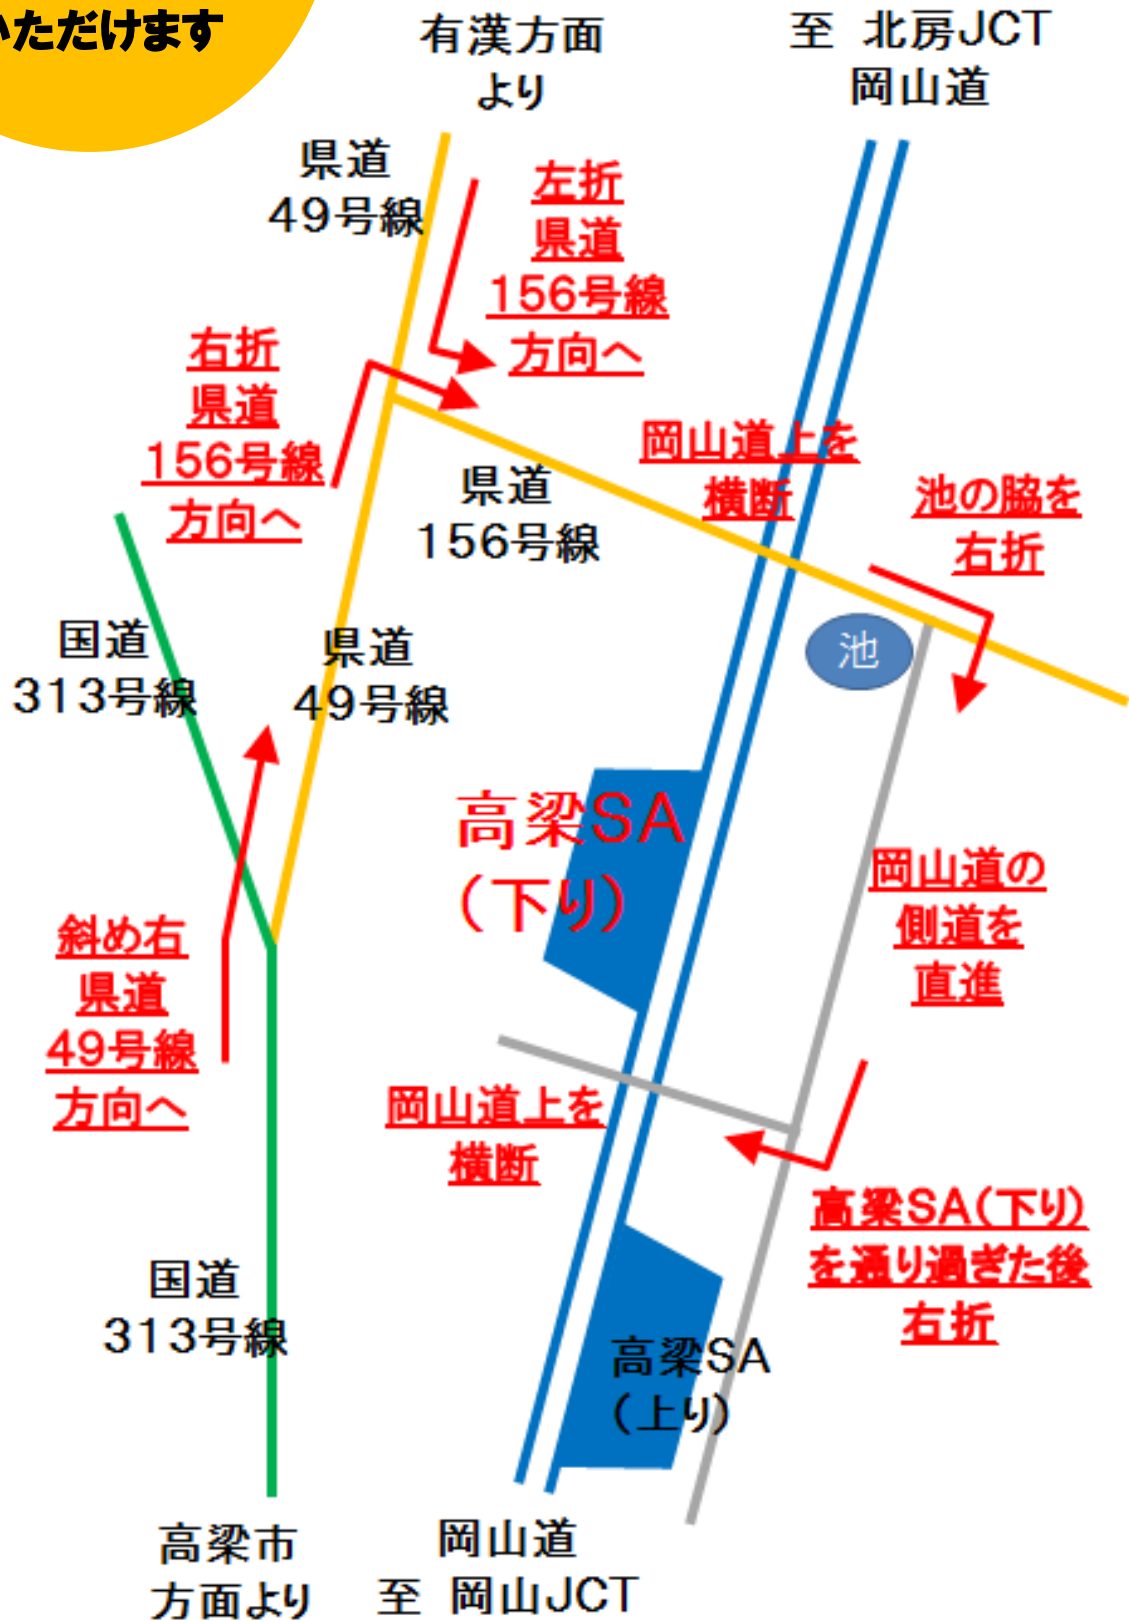 いただけます
有漢方面
より
至 北房JCT
岡山道
県道
49号線
左折
県道
156号線
方向へ
右折
県道
156号線
方向へ
岡山道上を
横断
県道
156号線
池の脇を
右折
池
国道
313号線
県道
49号線
高梁SA
（下り）
岡山道の
側道を
直進
斜め右
県道
49号線
方向へ
岡山道上を
横断
高梁SA（下り）
を通り過ぎた後
右折
国道
313号線
高梁SA
（上り）
高梁市
方面より
岡山道
至 岡山JCT